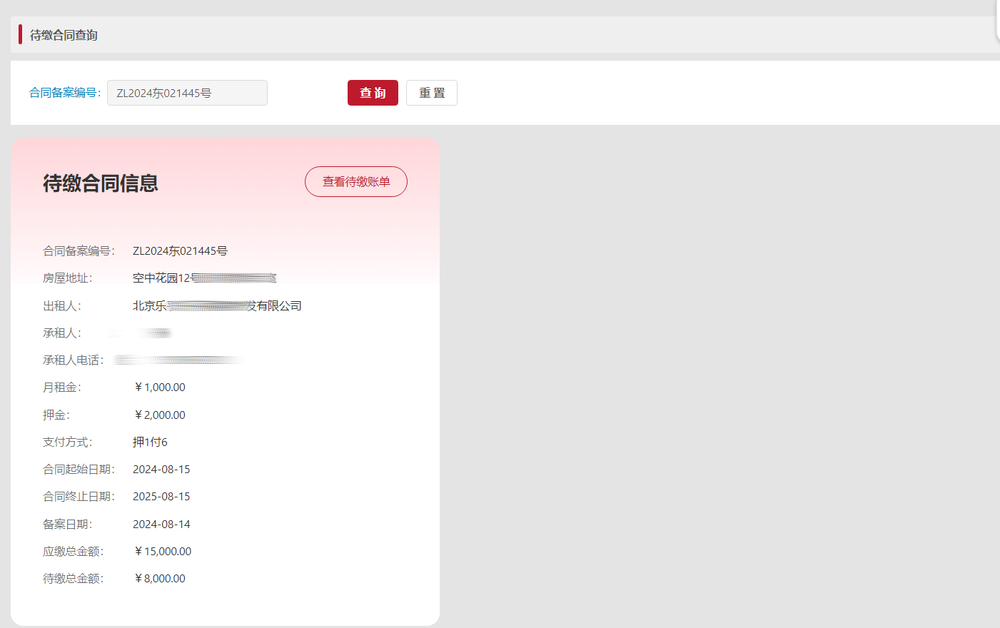 待缴合同查询
合同备案编号： ZL2024东021445号 查 询 重 置
待缴合同信息 查看待缴账单
合同备案编号： ZL2024东021445号
房屋地址： 空中花园12号
出租人： 北京乐 发有限公司
承租人：
承租人电话：
月租金： ￥1,000.00
押金： ￥2,000.00
支付方式： 押1付6
合同起始日期： 2024-08-15
合同终止日期： 2025-08-15
备案日期： 2024-08-14
应缴总金额： ￥15,000.00
待缴总金额： ￥8,000.00